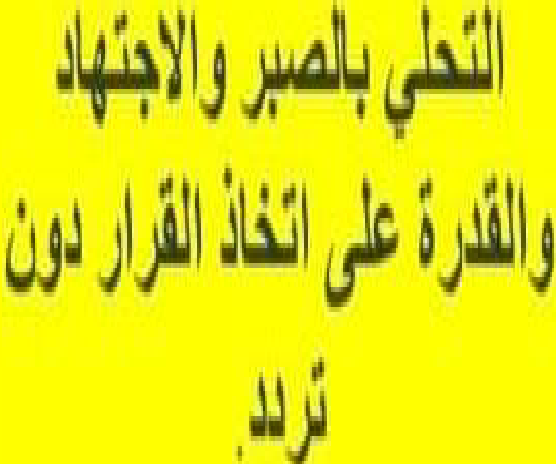 التحلي بالصبر والاجتهاد
والقدرة على اتخاذ القرار دون
تردد.